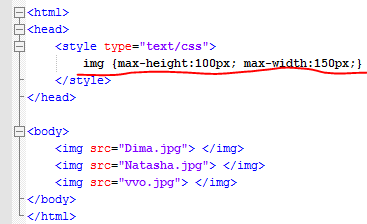 <html>
<head>
<style type="text/css">
img {max-height:100px; max-width:150px;}
</style>
</head>
<body>
<img src="Dima.jpg"> </img>
<img src="Natasha.jpg"> </img>
<img src="vvo.jpg"> </img>
</body>
</html>